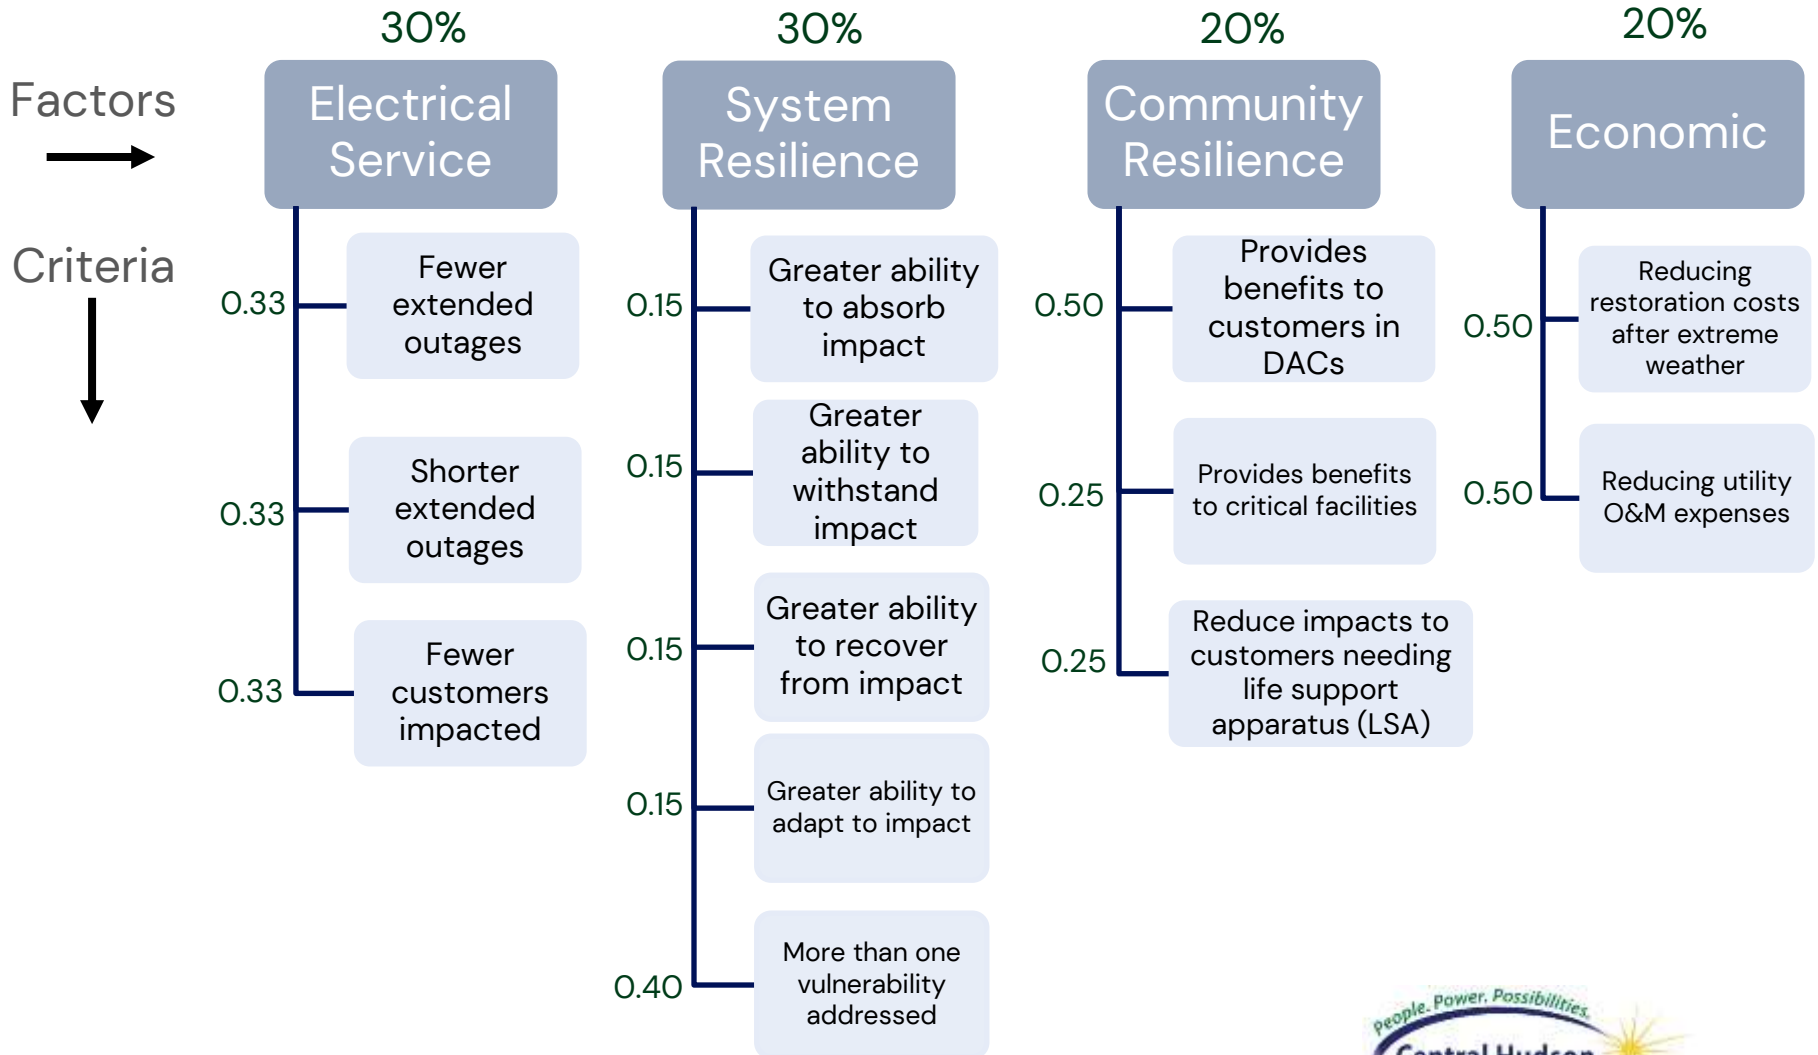 30%
30%
20%
20%
Factors
Electrical
Service
System
Resilience
Community
Resilience
Economic
Criteria
0.33
Fewer
extended
outages
0.33
Shorter
extended
outages
0.33
Fewer
customers
impacted
0.15
Greater ability
to absorb
impact
0.15
Greater
ability to
withstand
impact
0.15
Greater ability
to recover
from impact
0.15
Greater ability to
adapt to impact
0.40
More than one
vulnerability
addressed
0.50
Provides
benefits to
customers in
DACs
0.25
Provides benefits
to critical facilities
0.25
Reduce impacts to
customers needing
life support
apparatus (LSA)
0.50
Reducing
restoration costs
after extreme
weather
0.50
Reducing utility
O&M expenses
People. Power. Possibilities.
Central Hudson